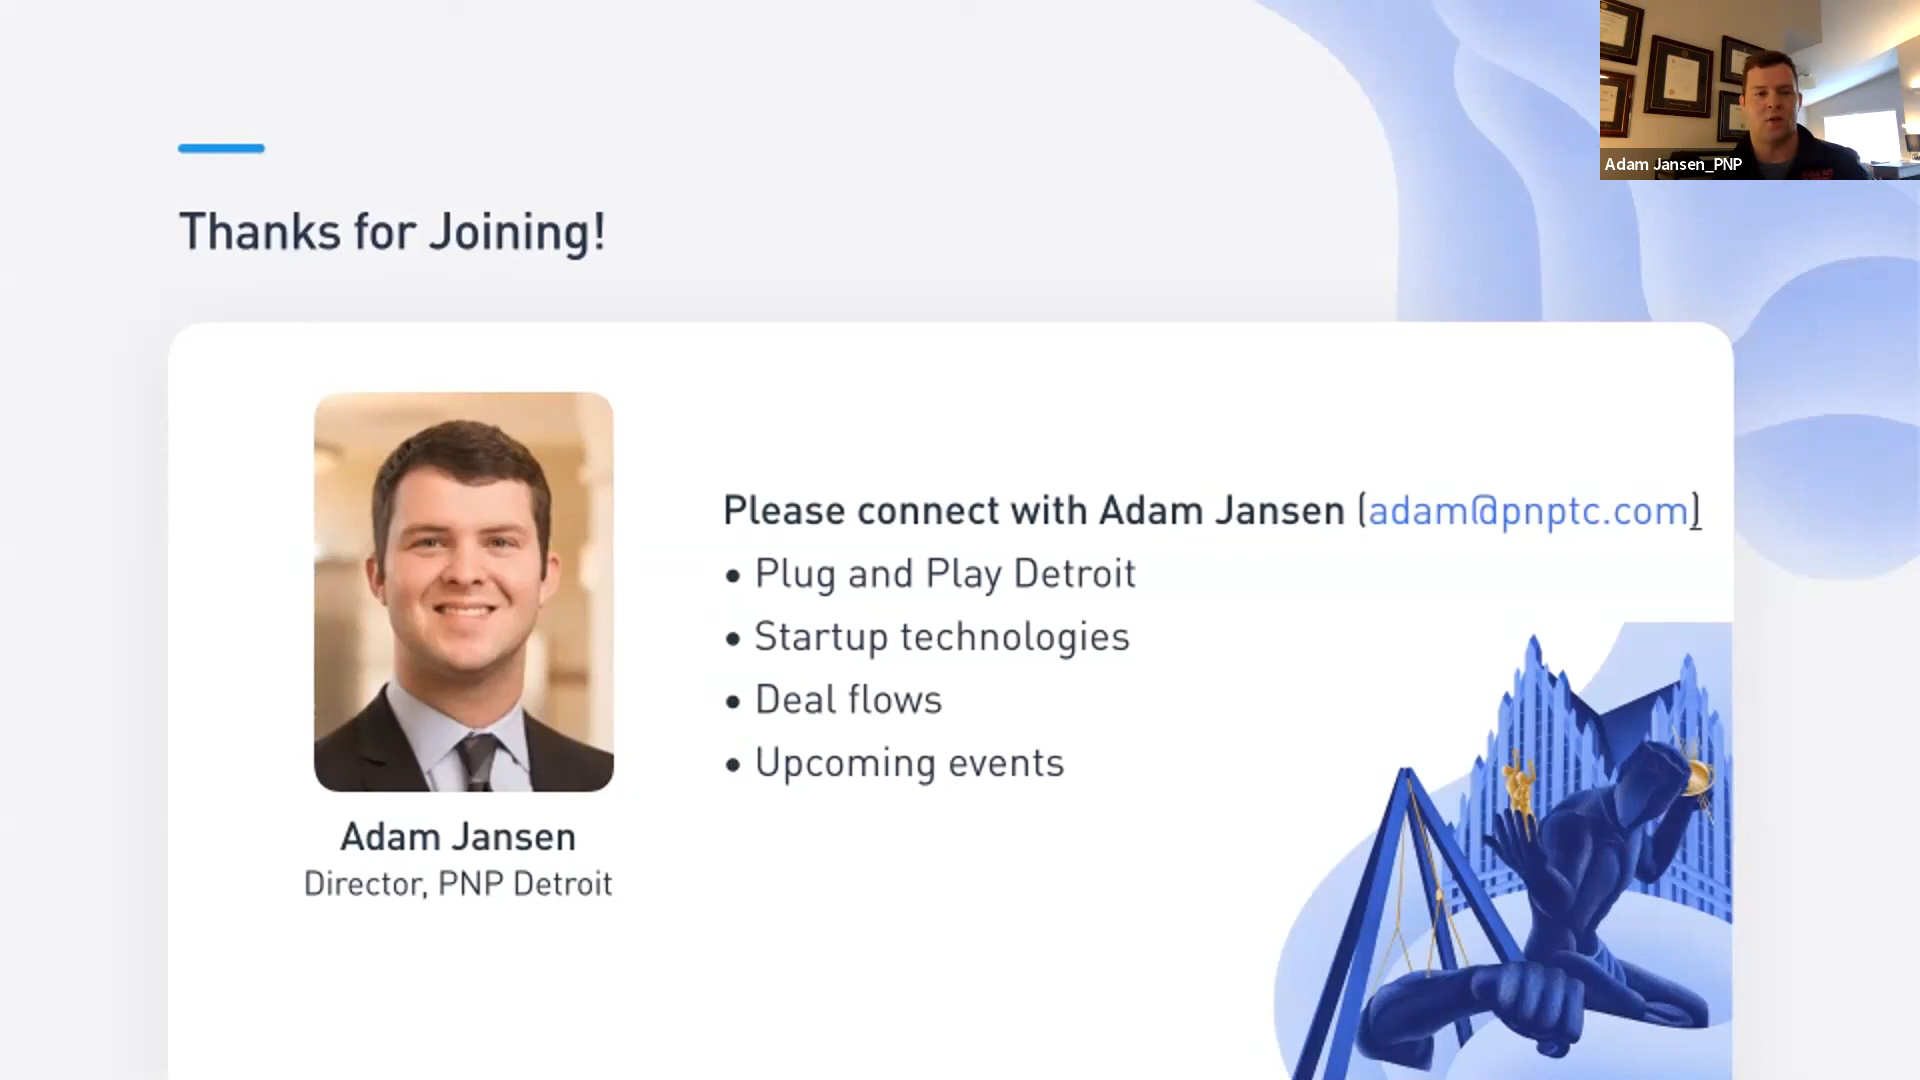 Adam Jansen_PNP
Thanks for Joining!
Please connect with Adam Jansen (adam@pnptc.com)
• Plug and Play Detroit
• Startup technologies
• Deal flows
• Upcoming events
Adam Jansen
Director, PNP Detroit